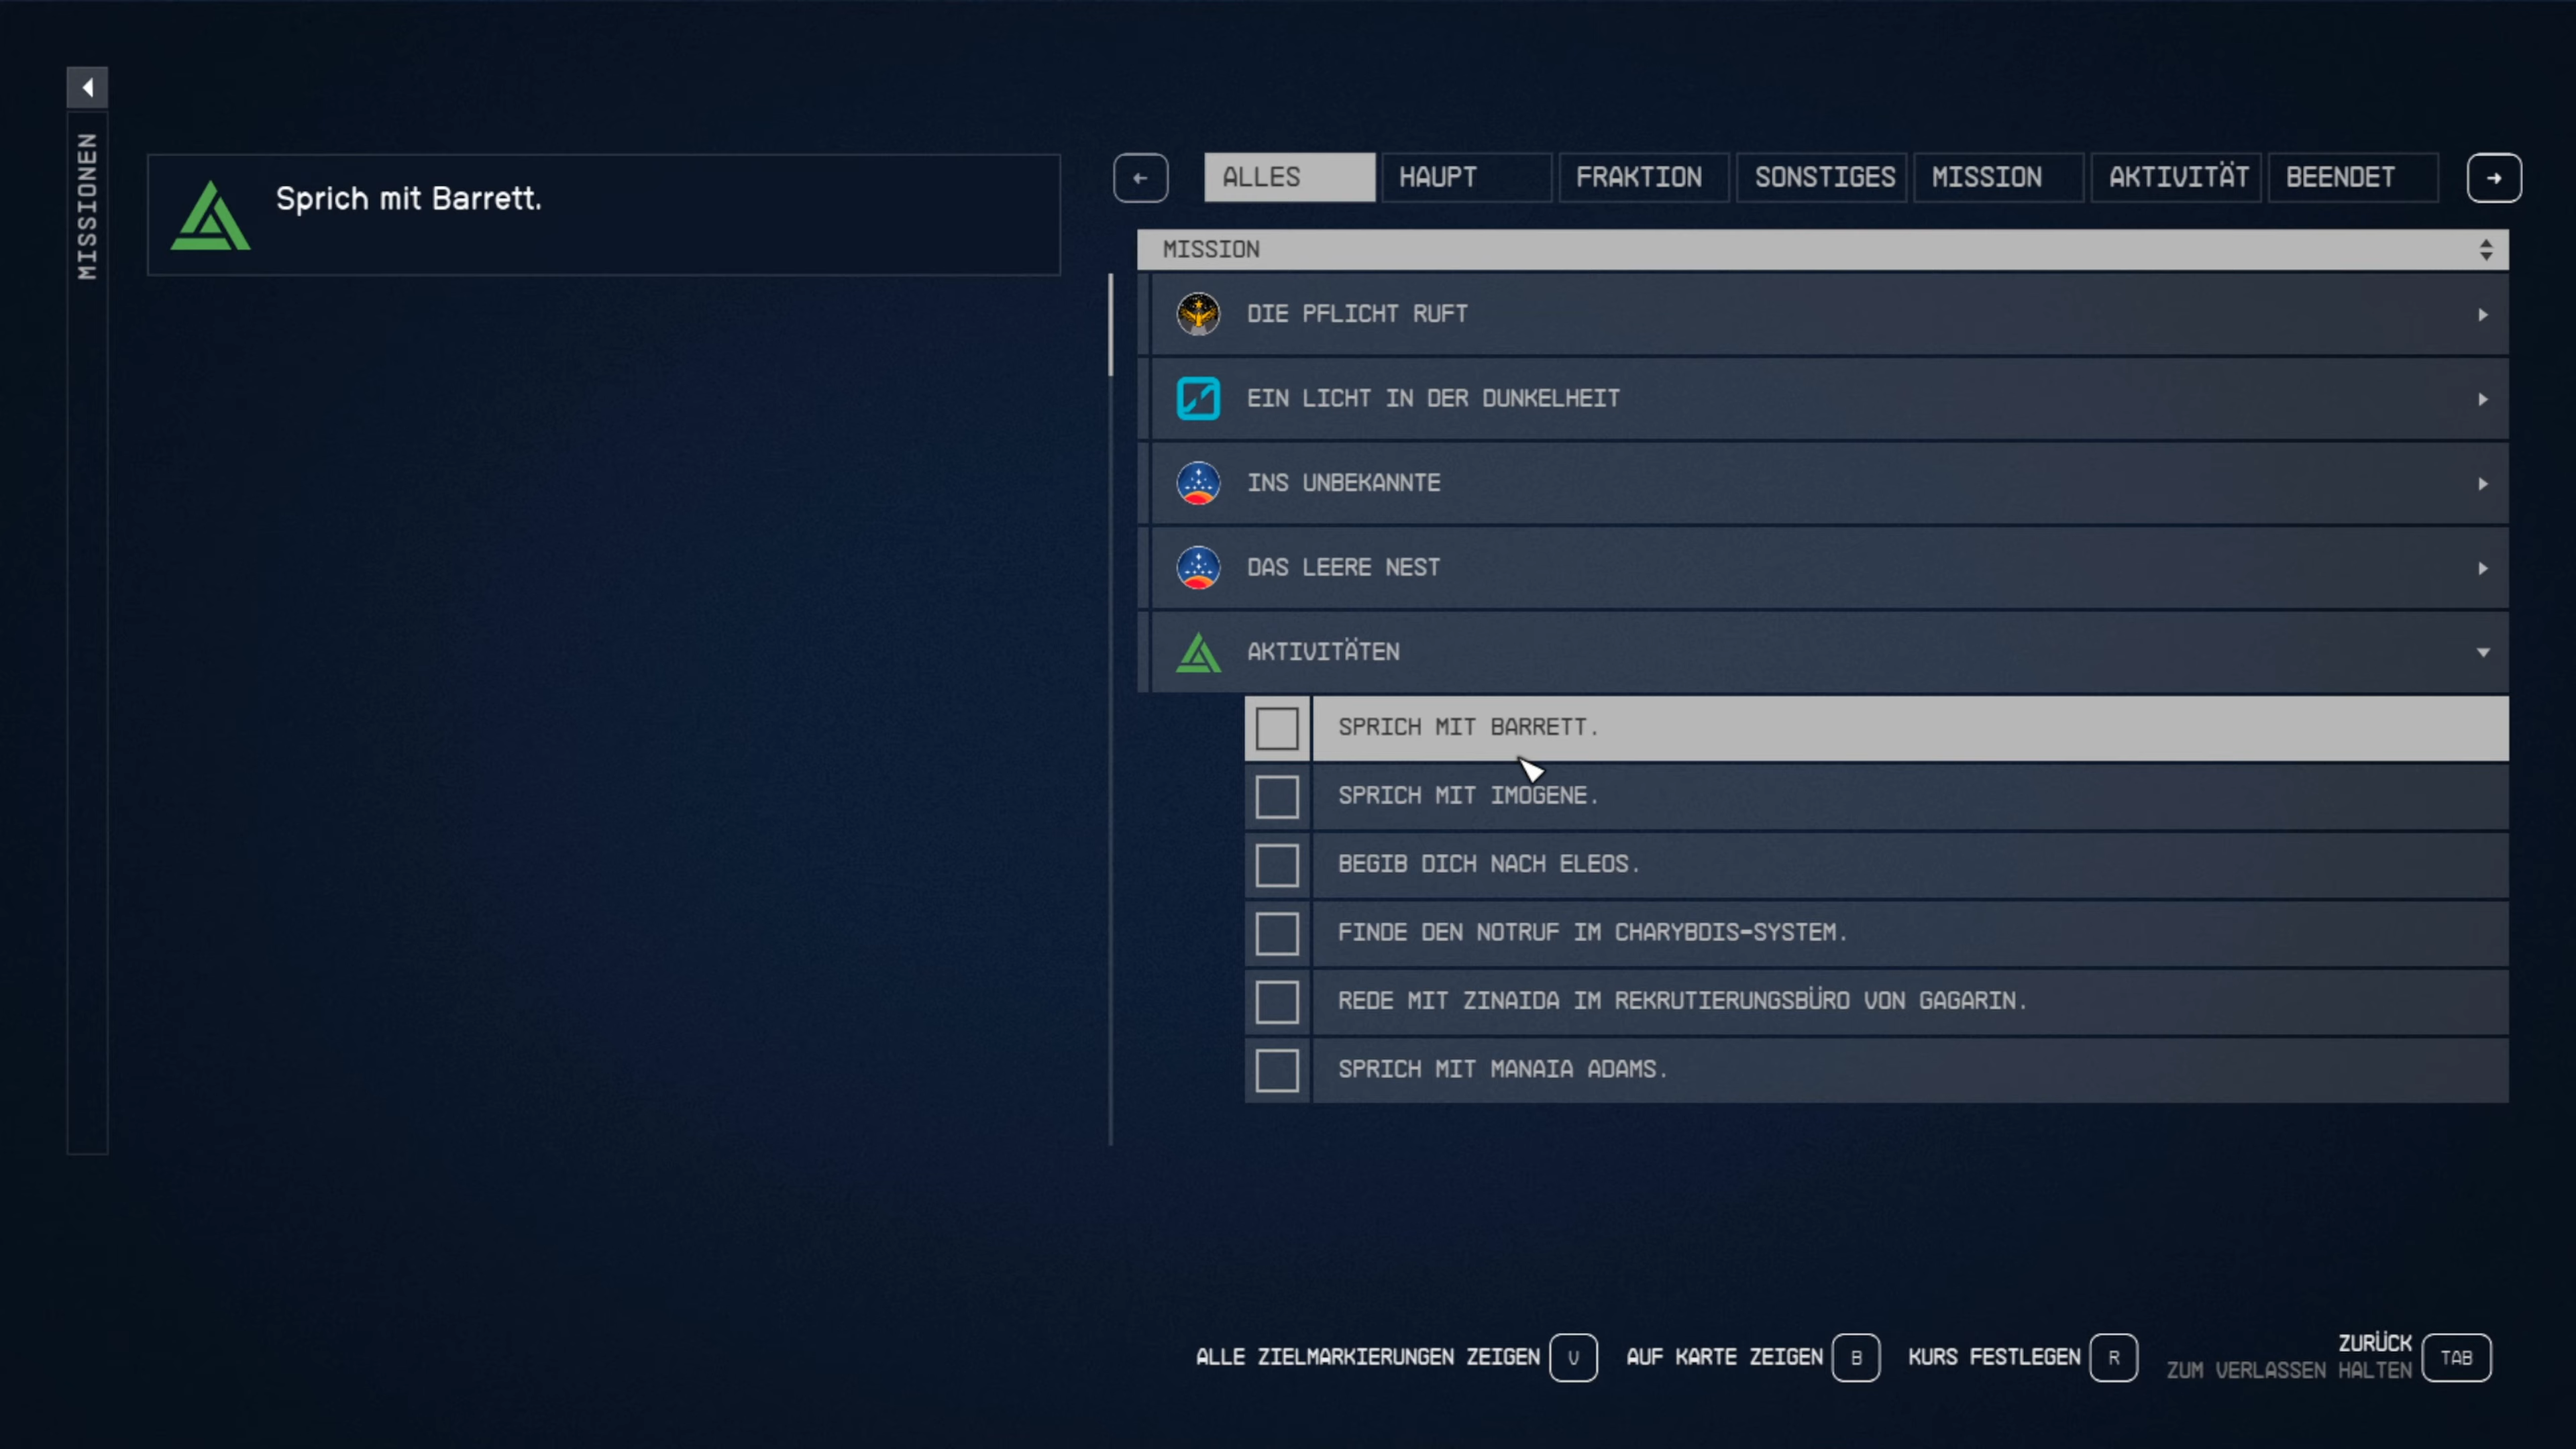 MISSIONEN
Sprich mit Barrett.
ALLES HAUPT FRAKTION SONSTIGES MISSION AKTIVITÄT BEENDET
MISSION
DIE PFLICHT RUFT
EIN LICHT IN DER DUNKELHEIT
INS UNBEKANNTE
DAS LEERE NEST
AKTIVITÄTEN
SPRICH MIT BARRETT.
SPRICH MIT IMOGENE.
BEGIB DICH NACH ELEOS.
FINDE DEN NOTRUF IM CHARYBDIS-SYSTEM.
REDE MIT ZINAIDA IM REKRUTIERUNGSBÜRO VON GAGARIN.
SPRICH MIT MANAIA ADAMS.
ALLE ZIELMARKIERUNGEN ZEIGEN V AUF KARTE ZEIGEN B KURS FESTLEGEN R ZURÜCK TAB
ZUM VERLASSEN HALTEN